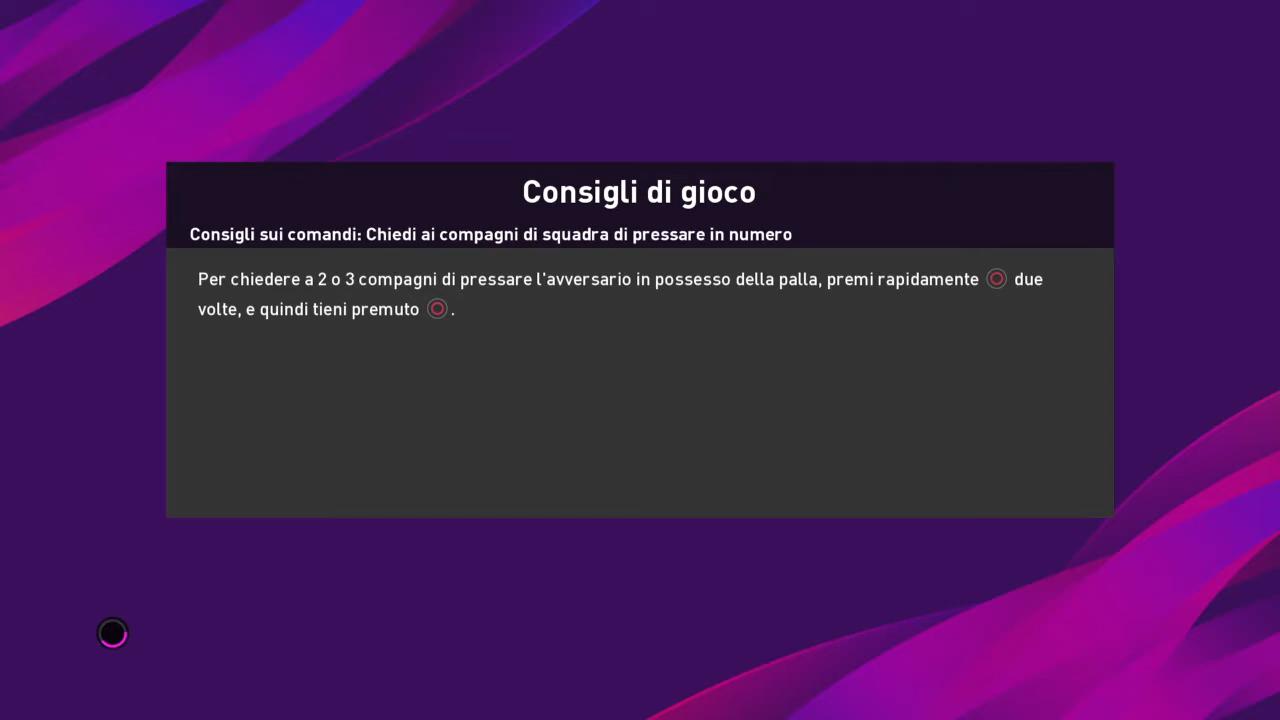 Consigli di gioco
Consigli sui comandi: Chiedi ai compagni di squadra di pressare in numero
Per chiedere a 2 o 3 compagni di pressare l'avversario in possesso della palla, premi rapidamente ○ due
volte, e quindi tieni premuto ○.